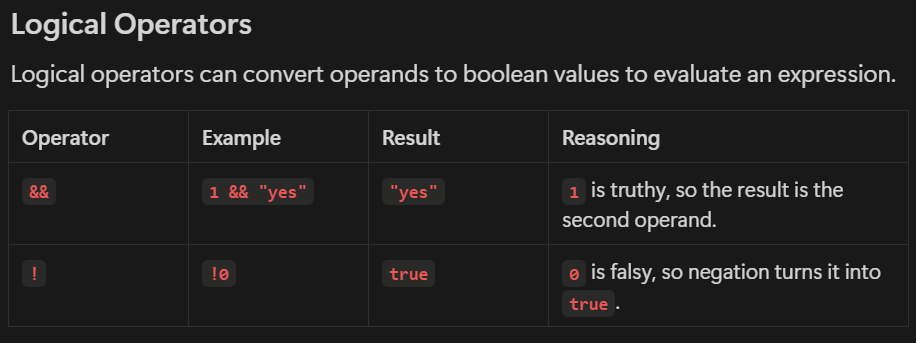 Logical Operators
Logical operators can convert operands to boolean values to evaluate an expression.
Operator Example Result Reasoning
&& 1 && "yes" "yes" 1 is truthy, so the result is the
second operand.
! !0 true 0 is falsy, so negation turns it into
true.